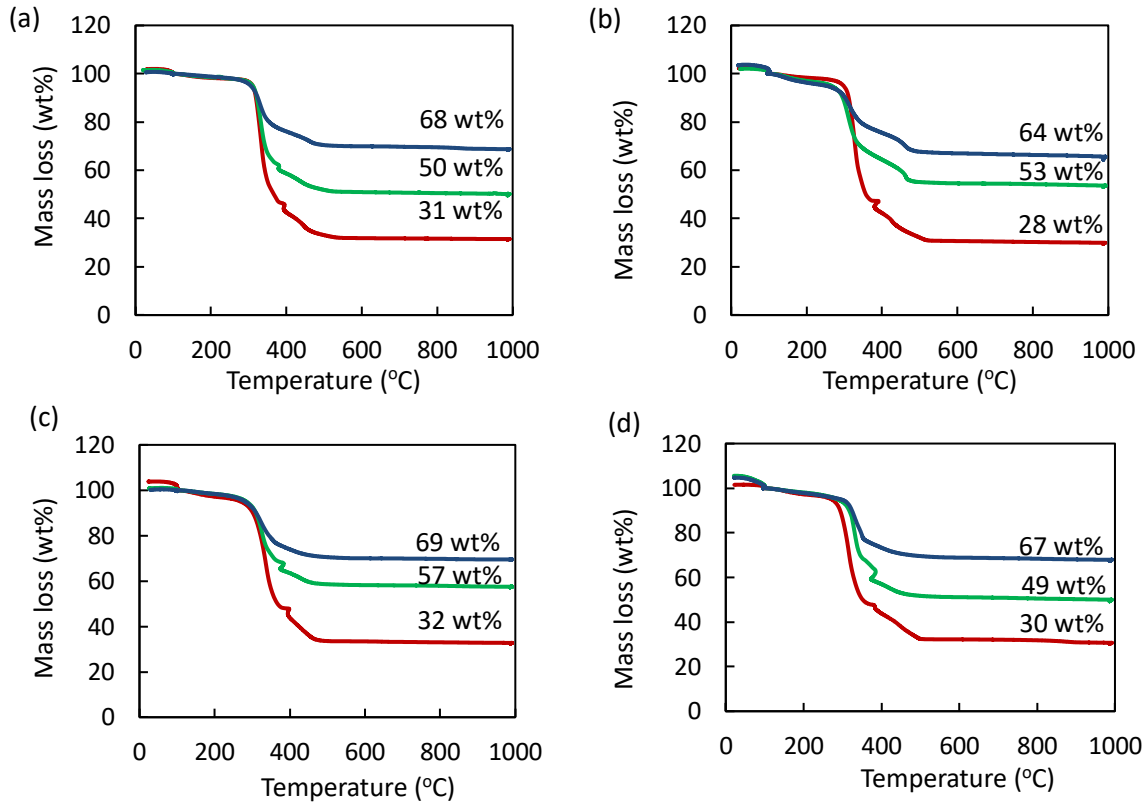 (a)
120
100
80
60
40
20
0
Mass loss (wt%)
68 wt%
50 wt%
31 wt%
0 200 400 600 800 1000
Temperature (°C)
(b)
120
100
80
60
40
20
0
Mass loss (wt%)
64 wt%
53 wt%
28 wt%
0 200 400 600 800 1000
Temperature (°C)
(c)
120
100
80
60
40
20
0
Mass loss (wt%)
69 wt%
57 wt%
32 wt%
0 200 400 600 800 1000
Temperature (°C)
(d)
120
100
80
60
40
20
0
Mass loss (wt%)
67 wt%
49 wt%
30 wt%
0 200 400 600 800 1000
Temperature (°C)